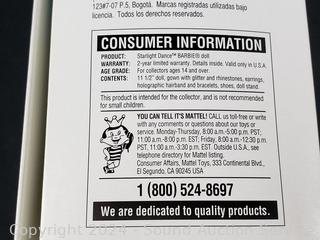 123#7-07 P.5, Bogotá. Marcas registradas utilizadas bajo
licencia. Todos los derechos reservados.
CONSUMER INFORMATION
PRODUCT: Starlight Dance™ BARBIE® doll
WARRANTY: 2-year limited warranty. Details inside. Valid only in U.S.A
AGE GRADE: For collectors ages 14 and over.
CONTENTS: 11 1/2" doll, gown with glitter and rhinestones, earrings,
holographic hairband and bracelets, shoes, doll stand.
This product is intended for the collector, and is not recommended
for small children.
YOU CAN TELL IT'S MATTEL! CALL us toll-free or write
with any comments or questions about our toys or
service. Monday-Thursday, 8:00 a.m.-5:00 p.m. PST;
11:00 a.m.-8:00 p.m. EST; Friday, 8:00 a.m.-12:30 p.m.
PST; 11:00 a.m.-3:30 p.m. EST. Outside U.S.A., see
telephone directory for Mattel listing.
Consumer Affairs, Mattel Toys, 333 Continental Blvd.,
El Segundo, CA 90245 USA
1 (800) 524-8697
We are dedicated to quality products.